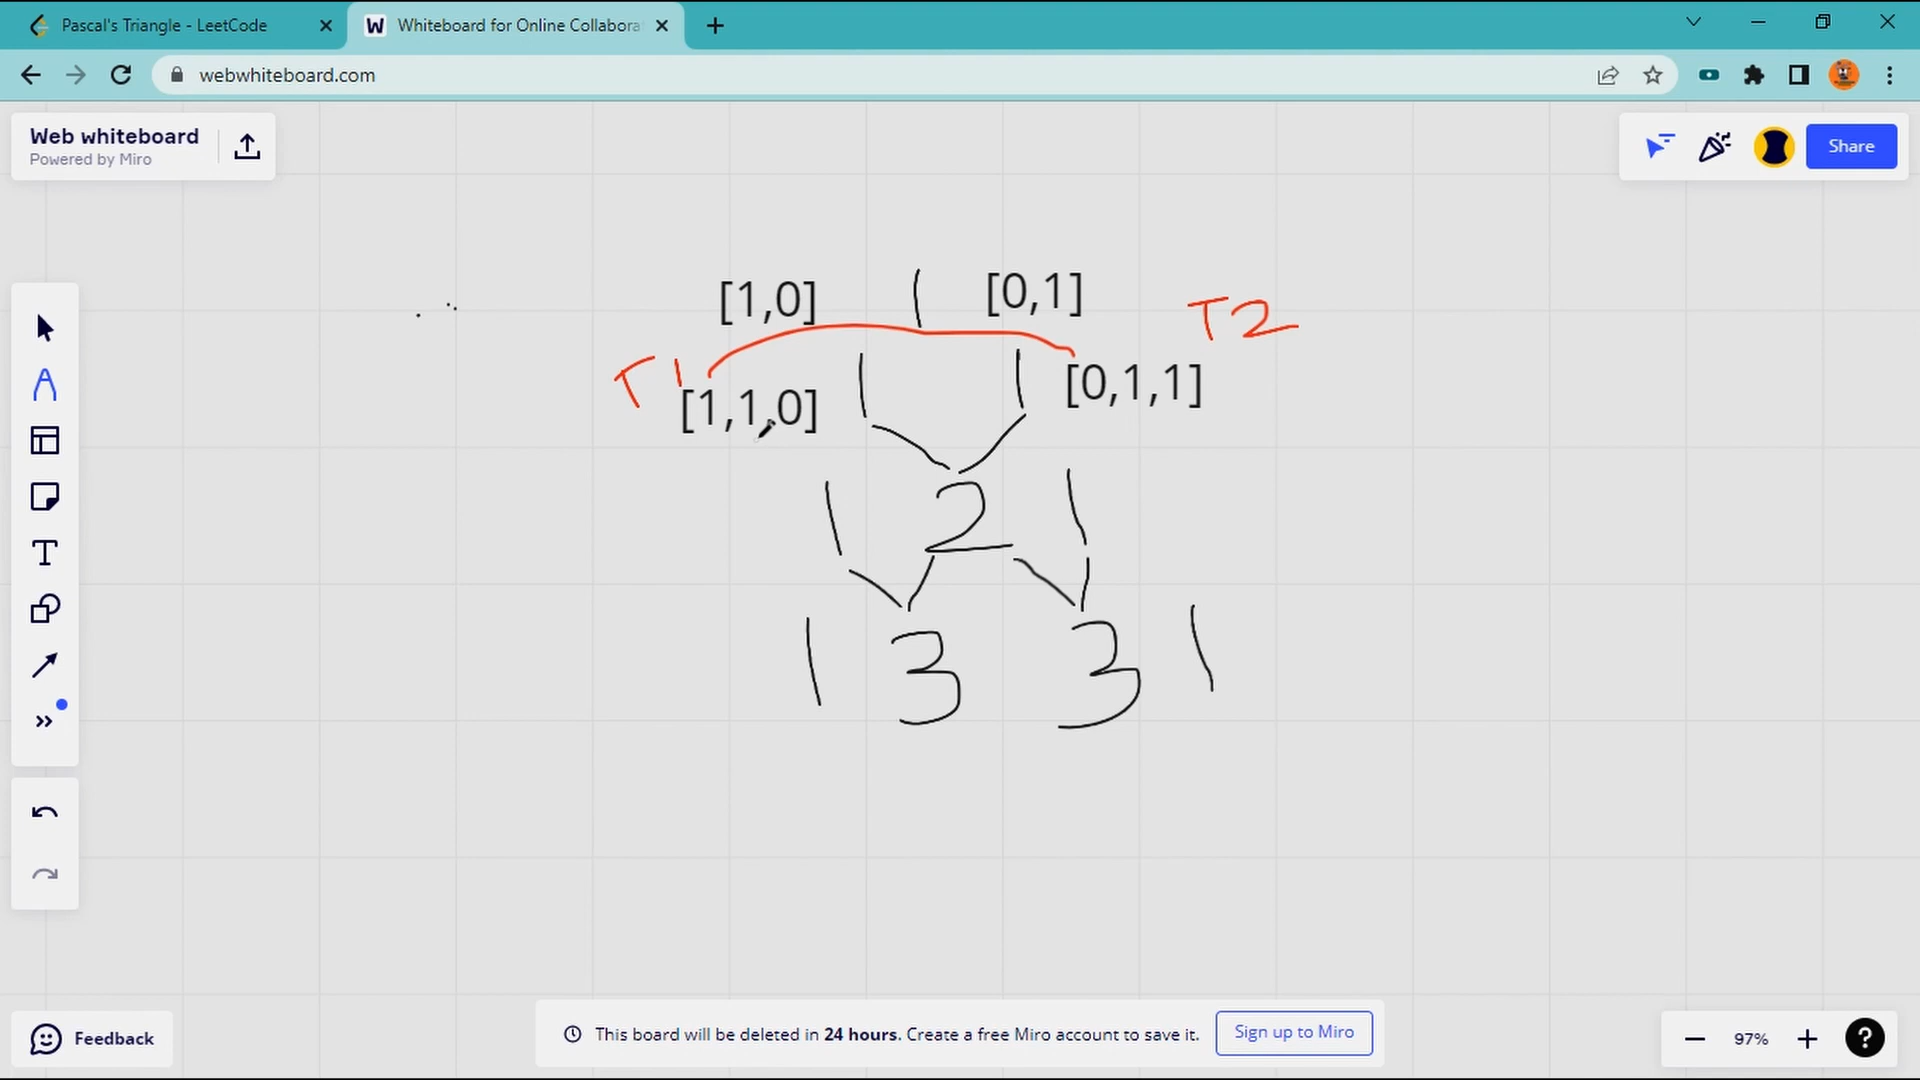 Pascal's Triangle - LeetCode
Whiteboard for Online Collabora
webwhiteboard.com
Web whiteboard
Powered by Miro
Share
[1,0] 1 [0,1] T2
T1 [1,1,0] 1 1 [0,1,1]
1 2 1
1 3 3 1
Feedback
This board will be deleted in 24 hours. Create a free Miro account to save it.
Sign up to Miro
97%